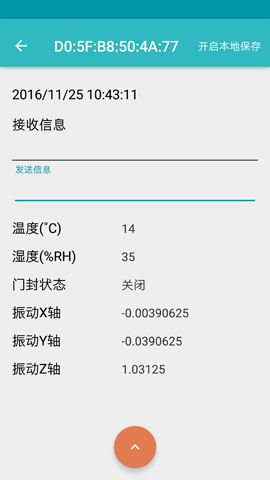 D0:5F:B8:50:4A:77 开启本地保存
2016/11/25 10:43:11
接收信息
发送信息
温度(°C) 14
湿度(%RH) 35
门封状态 关闭
振动X轴 -0.00390625
振动Y轴 -0.0390625
振动Z轴 1.03125